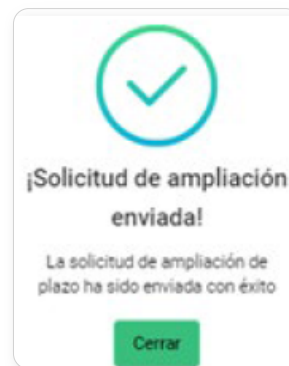 ¡Solicitud de ampliación
enviada!
La solicitud de ampliación de
plazo ha sido enviada con éxito
Cerrar